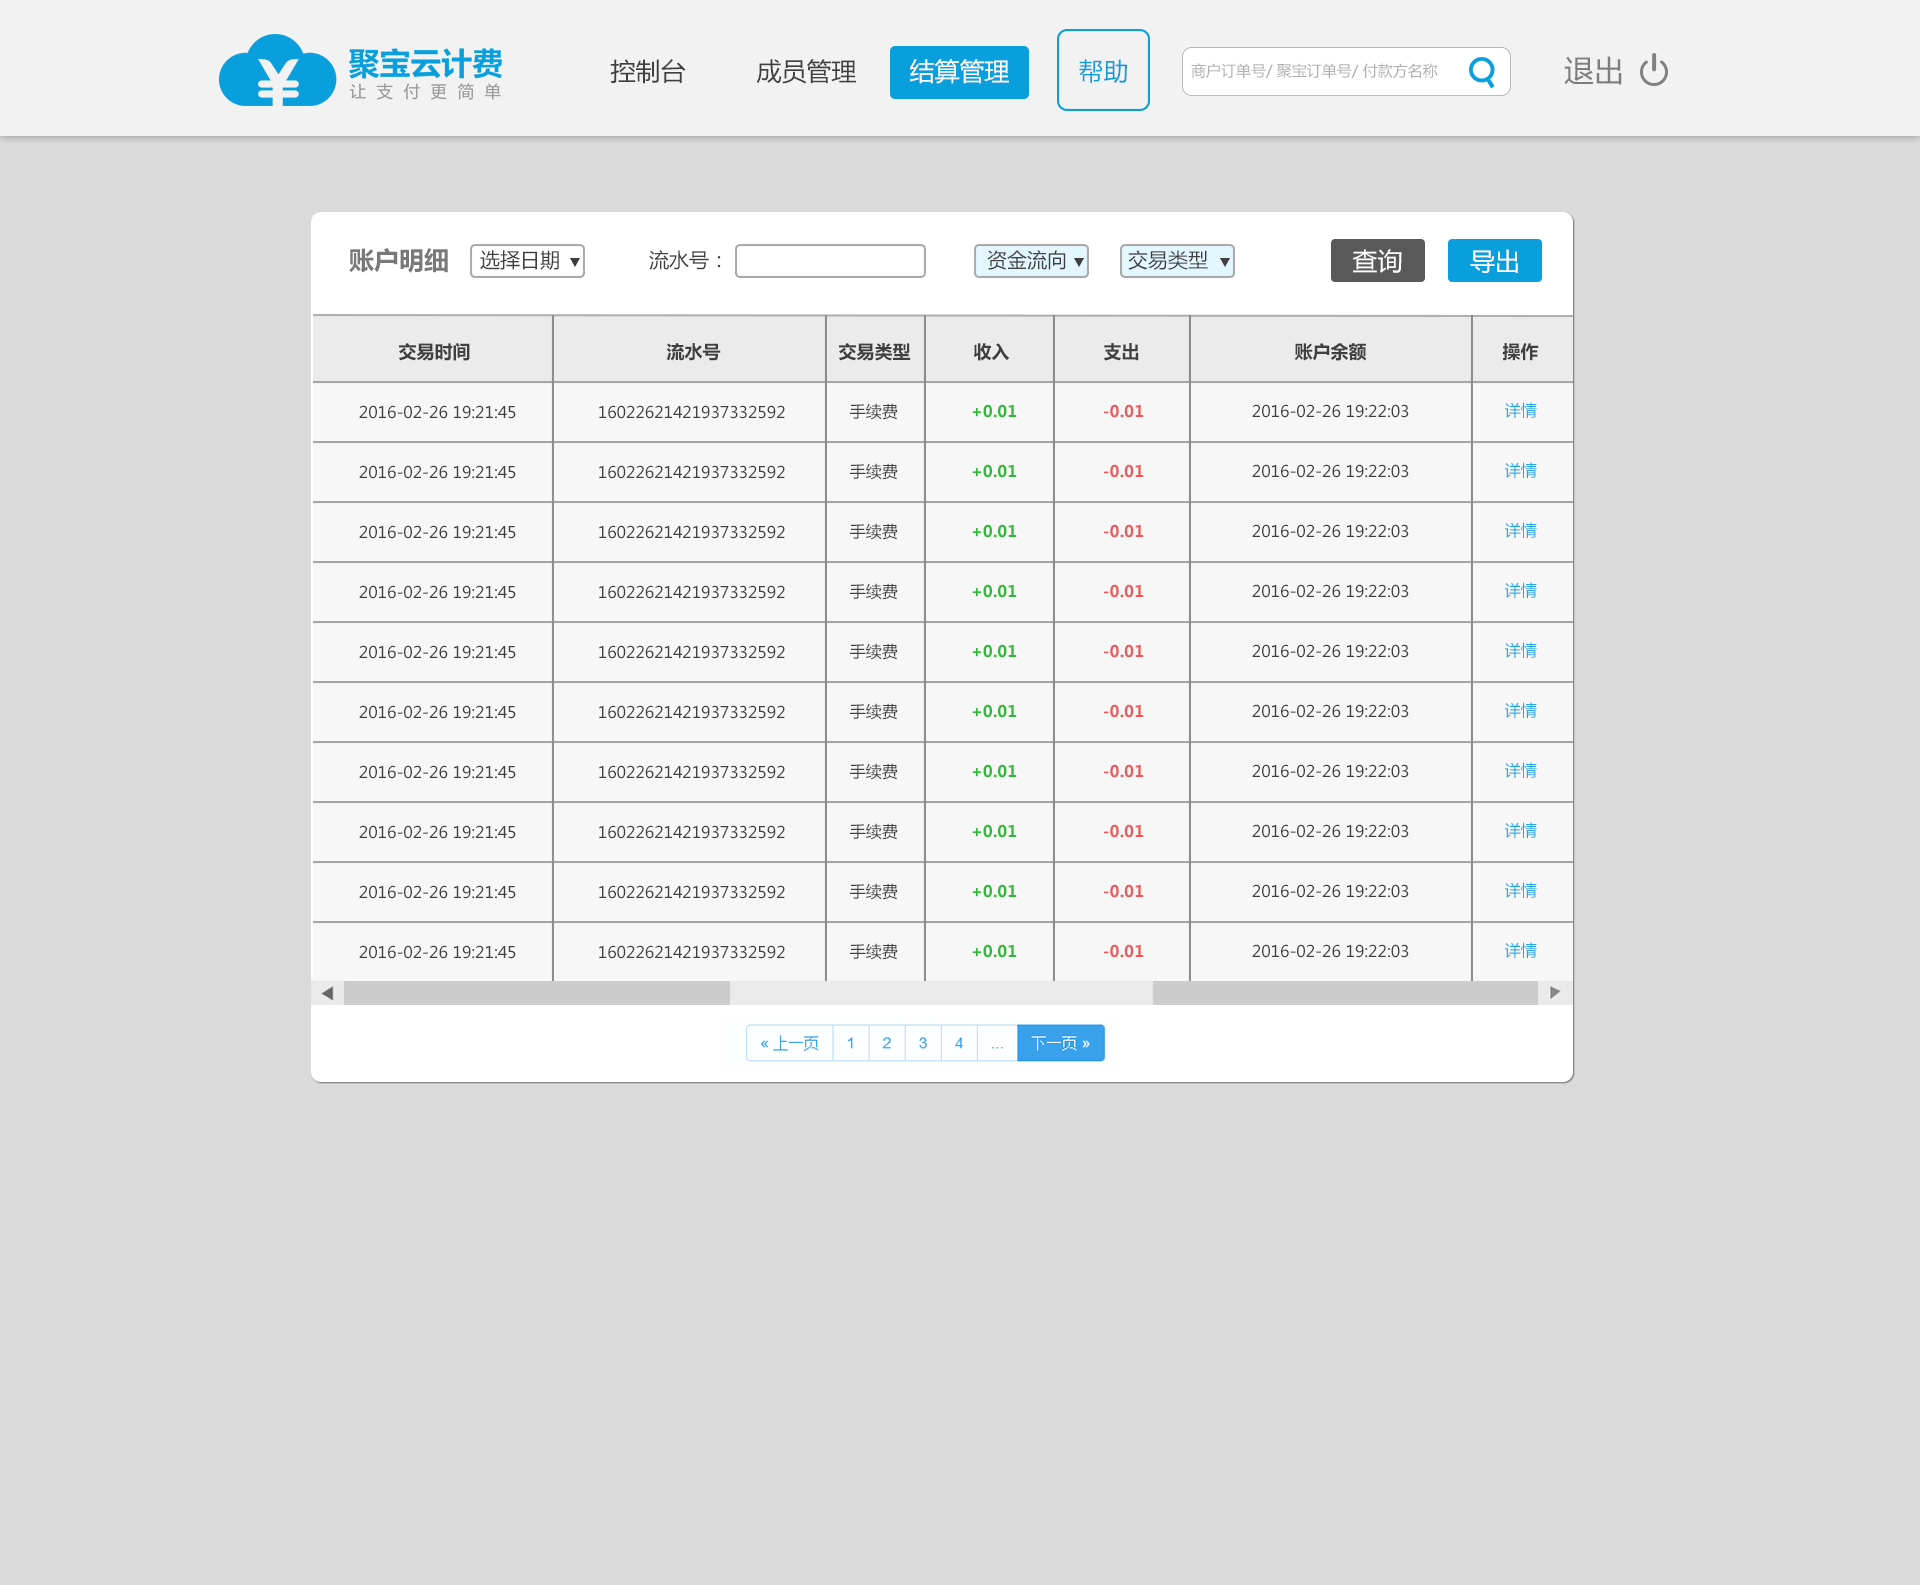 聚宝云计费
让支付更简单
控制台 成员管理 结算管理 帮助 商户订单号/ 聚宝订单号/ 付款方名称 退出
账户明细 选择日期 ▼ 流水号： 资金流向 ▼ 交易类型 ▼ 查询 导出
交易时间 流水号 交易类型 收入 支出 账户余额 操作
2016-02-26 19:21:45 16022621421937332592 手续费 +0.01 -0.01 2016-02-26 19:22:03 详情
2016-02-26 19:21:45 16022621421937332592 手续费 +0.01 -0.01 2016-02-26 19:22:03 详情
2016-02-26 19:21:45 16022621421937332592 手续费 +0.01 -0.01 2016-02-26 19:22:03 详情
2016-02-26 19:21:45 16022621421937332592 手续费 +0.01 -0.01 2016-02-26 19:22:03 详情
2016-02-26 19:21:45 16022621421937332592 手续费 +0.01 -0.01 2016-02-26 19:22:03 详情
2016-02-26 19:21:45 16022621421937332592 手续费 +0.01 -0.01 2016-02-26 19:22:03 详情
2016-02-26 19:21:45 16022621421937332592 手续费 +0.01 -0.01 2016-02-26 19:22:03 详情
2016-02-26 19:21:45 16022621421937332592 手续费 +0.01 -0.01 2016-02-26 19:22:03 详情
2016-02-26 19:21:45 16022621421937332592 手续费 +0.01 -0.01 2016-02-26 19:22:03 详情
2016-02-26 19:21:45 16022621421937332592 手续费 +0.01 -0.01 2016-02-26 19:22:03 详情
« 上一页 1 2 3 4 ... 下一页 »